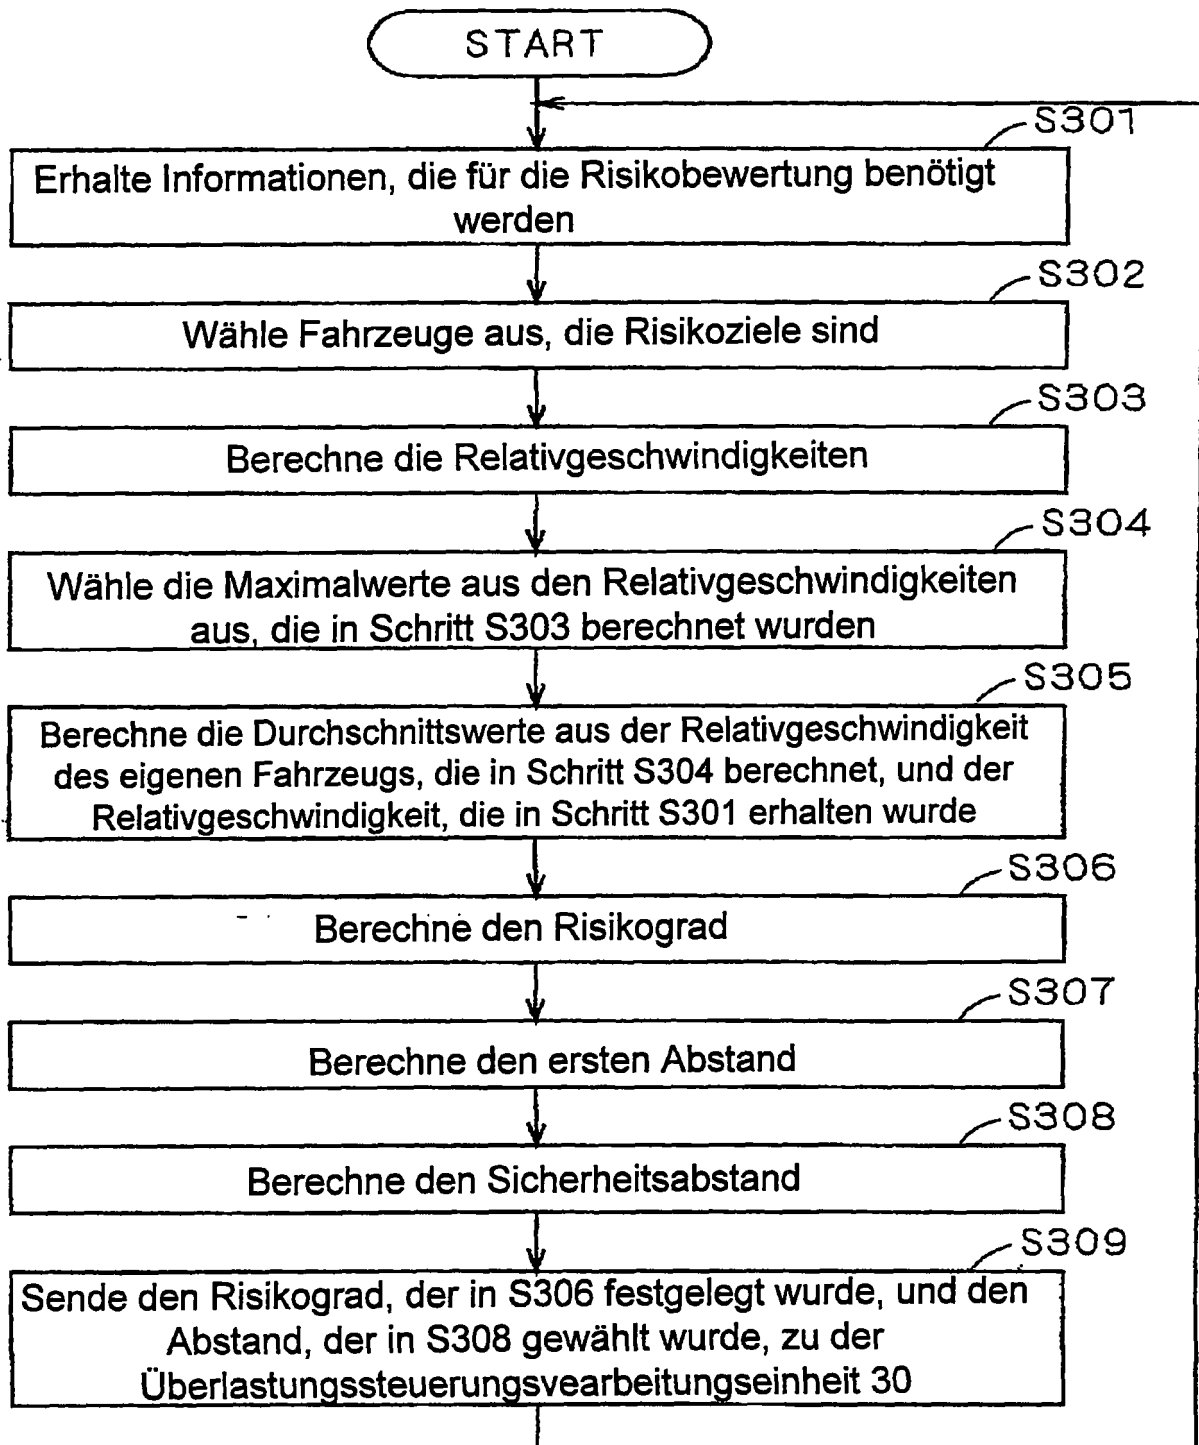 START
S301
Erhalte Informationen, die für die Risikobewertung benötigt
werden
S302
Wähle Fahrzeuge aus, die Risikoziele sind
S303
Berechne die Relativgeschwindigkeiten
S304
Wähle die Maximalwerte aus den Relativgeschwindigkeiten
aus, die in Schritt S303 berechnet wurden
S305
Berechne die Durchschnittswerte aus der Relativgeschwindigkeit
des eigenen Fahrzeugs, die in Schritt S304 berechnet, und der
Relativgeschwindigkeit, die in Schritt S301 erhalten wurde
S306
Berechne den Risikograd
S307
Berechne den ersten Abstand
S308
Berechne den Sicherheitsabstand
S309
Sende den Risikograd, der in S306 festgelegt wurde, und den
Abstand, der in S308 gewählt wurde, zu der
Überlastungssteuerungsvearbeitungseinheit 30